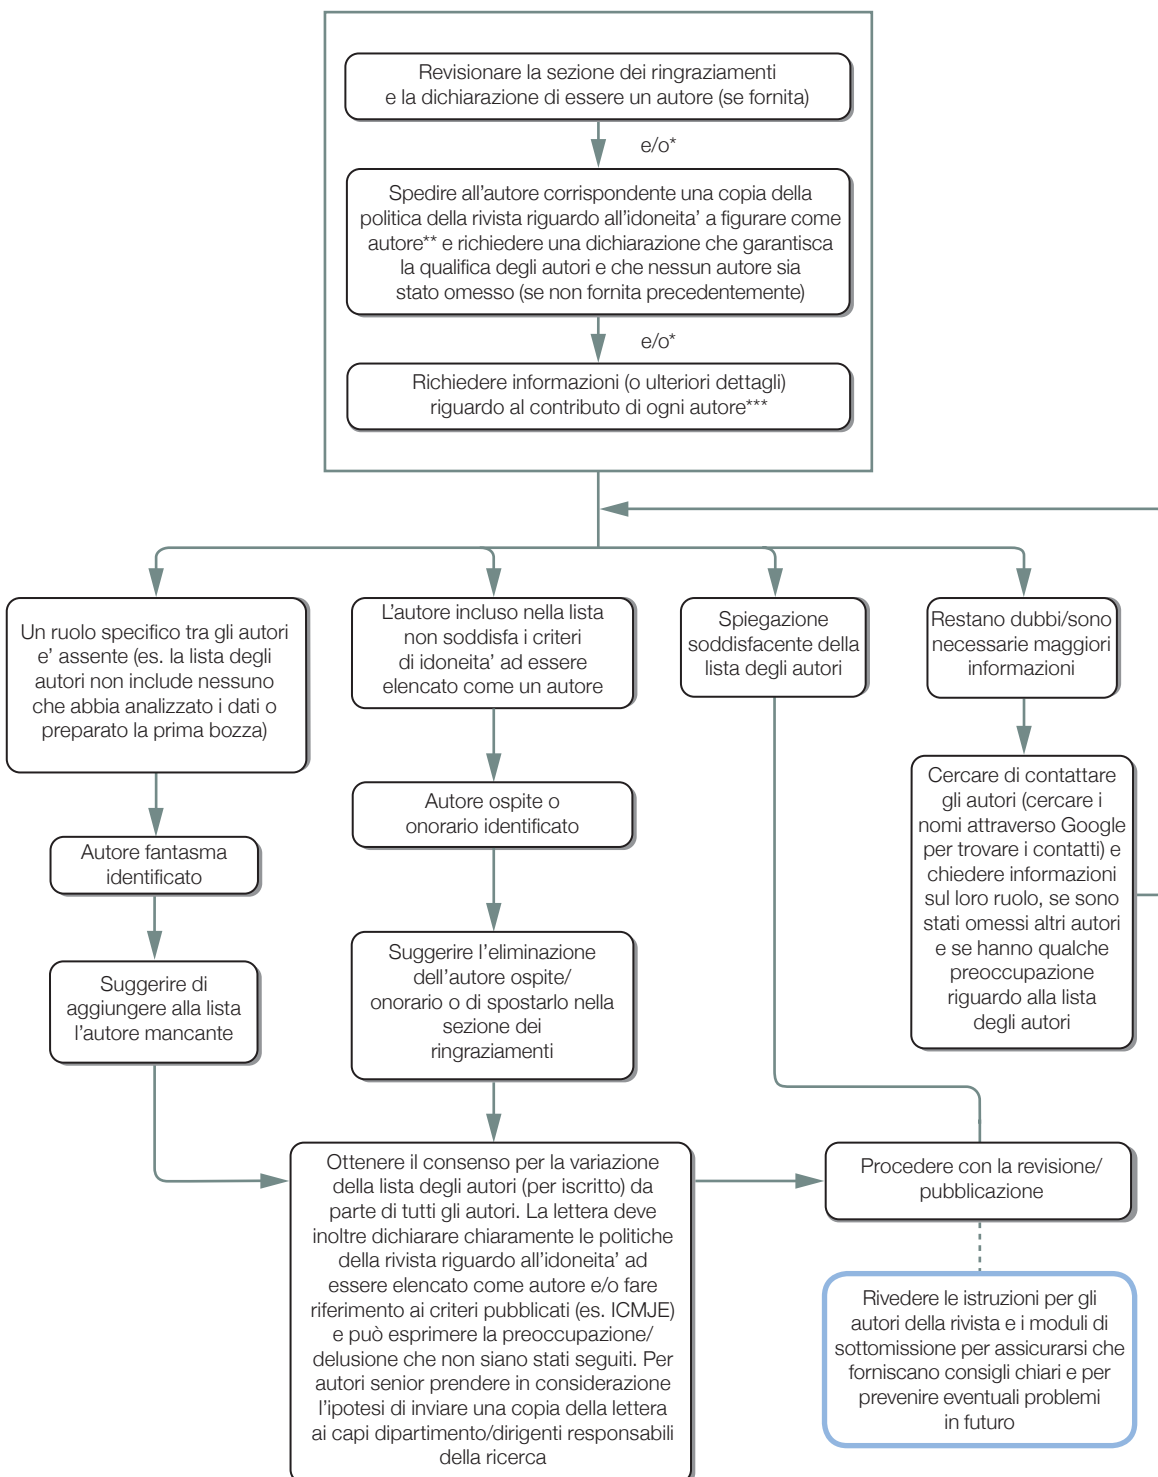 Revisionare la sezione dei ringraziamenti
e la dichiarazione di essere un autore (se fornita)
e/o*
Spedire all'autore corrispondente una copia della
politica della rivista riguardo all'idoneita' a figurare come
autore** e richiedere una dichiarazione che garantisca
la qualifica degli autori e che nessun autore sia
stato omesso (se non fornita precedentemente)
e/o*
Richiedere informazioni (o ulteriori dettagli)
riguardo al contributo di ogni autore***
Un ruolo specifico tra gli autori
e' assente (es. la lista degli
autori non include nessuno
che abbia analizzato i dati o
preparato la prima bozza)
Autore fantasma
identificato
Suggerire di
aggiungere alla lista
l'autore mancante
L'autore incluso nella lista
non soddisfa i criteri
di idoneita' ad essere
elencato come un autore
Autore ospite o
onorario identificato
Suggerire l'eliminazione
dell'autore ospite/
onorario o di spostarlo nella
sezione dei
ringraziamenti
Spiegazione
soddisfacente della
lista degli autori
Restano dubbi/sono
necessarie maggiori
informazioni
Cercare di contattare
gli autori (cercare i
nomi attraverso Google
per trovare i contatti) e
chiedere informazioni
sul loro ruolo, se sono
stati omessi altri autori
e se hanno qualche
preoccupazione
riguardo alla lista
degli autori
Ottenere il consenso per la variazione
della lista degli autori (per iscritto) da
parte di tutti gli autori. La lettera deve
inoltre dichiarare chiaramente le politiche
della rivista riguardo all'idoneita' ad
essere elencato come autore e/o fare
riferimento ai criteri pubblicati (es. ICMJE)
e può esprimere la preoccupazione/
delusione che non siano stati seguiti. Per
autori senior prendere in considerazione
l'ipotesi di inviare una copia della lettera
ai capi dipartimento/dirigenti responsabili
della ricerca
Procedere con la revisione/
pubblicazione
Rivedere le istruzioni per gli
autori della rivista e i moduli di
sottomissione per assicurarsi che
forniscano consigli chiari e per
prevenire eventuali problemi
in futuro